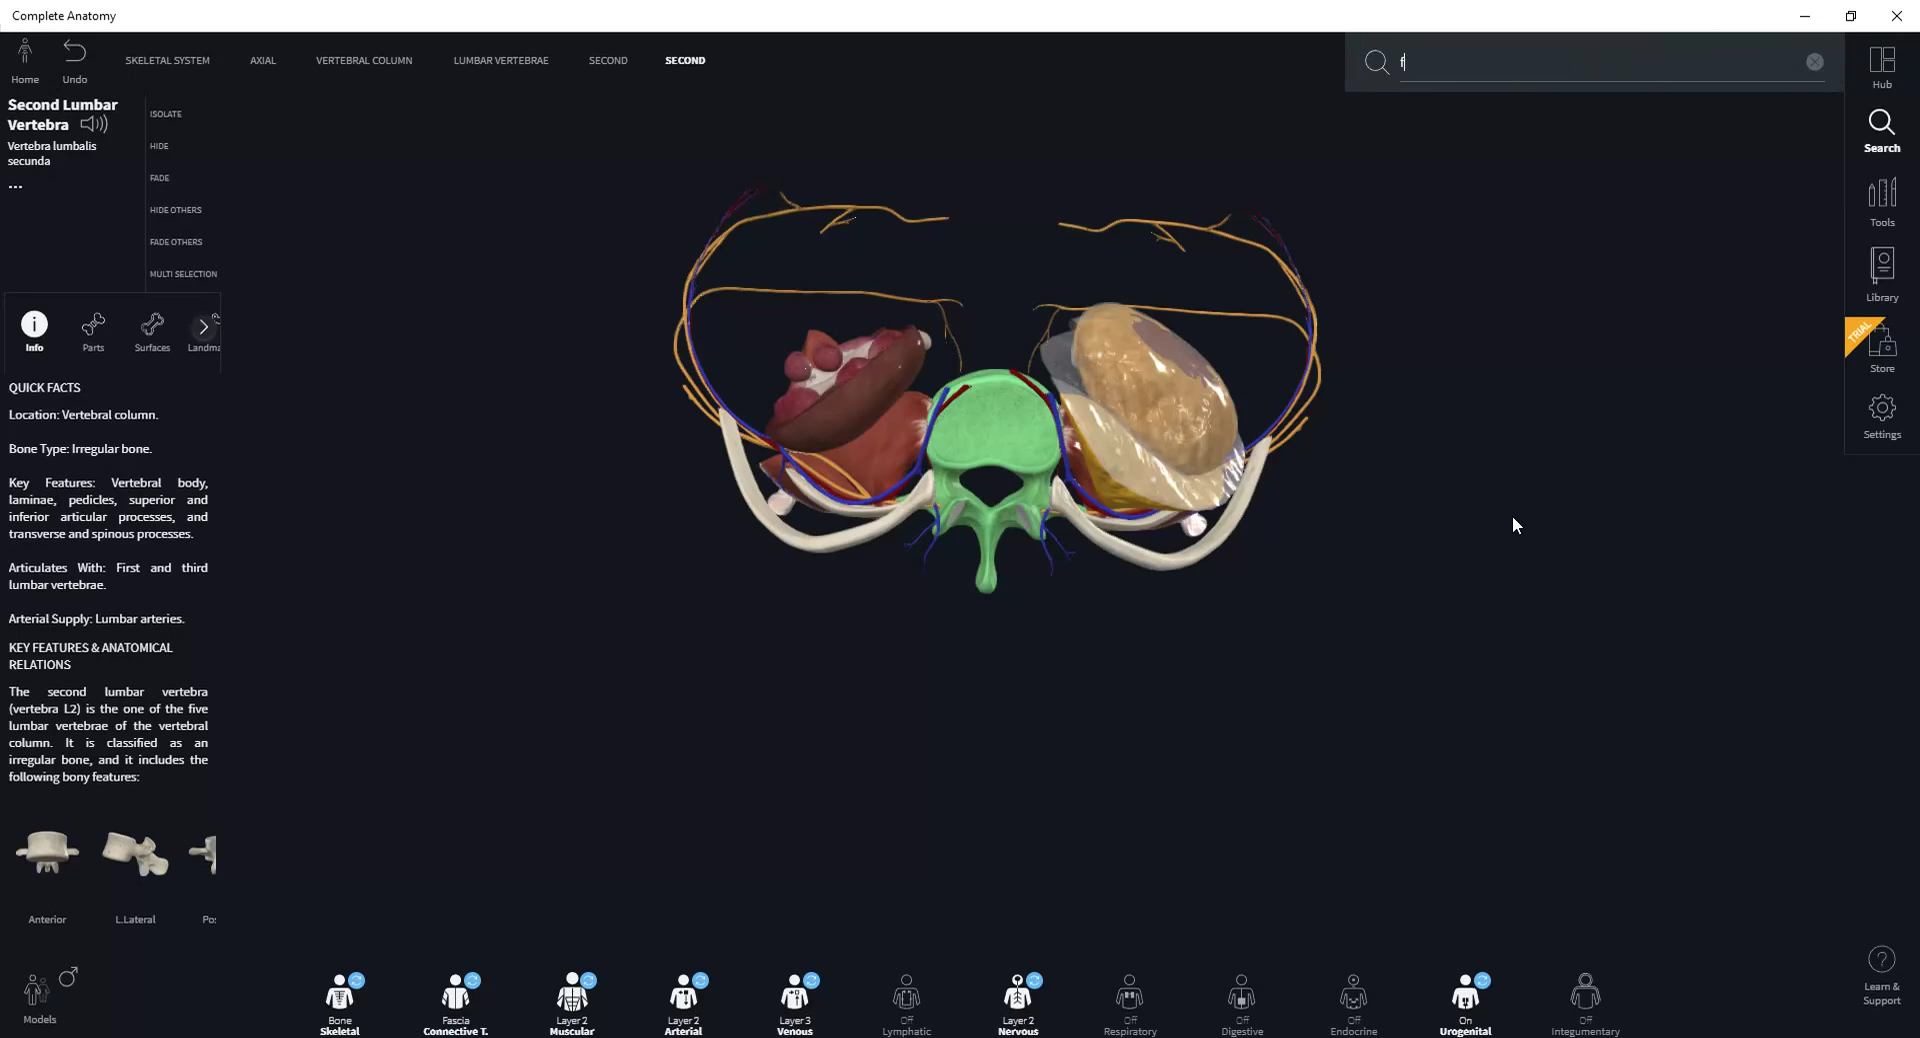 Complete Anatomy
Home
Undo
SKELETAL SYSTEM
AXIAL
VERTEBRAL COLUMN
LUMBAR VERTEBRAE
SECOND
SECOND
f
Second Lumbar
Vertebra
Vertebra lumbalis
secunda
...
ISOLATE
HIDE
FADE
HIDE OTHERS
FADE OTHERS
MULTI SELECTION
Info
Parts
Surfaces
Landma
QUICK FACTS
Location: Vertebral column.
Bone Type: Irregular bone.
Key Features: Vertebral body,
laminae, pedicles, superior and
inferior articular processes, and
transverse and spinous processes.
Articulates With: First and third
lumbar vertebrae.
Arterial Supply: Lumbar arteries.
KEY FEATURES & ANATOMICAL
RELATIONS
The second lumbar vertebra
(vertebra L2) is the one of the five
lumbar vertebrae of the vertebral
column. It is classified as an
irregular bone, and it includes the
following bony features:
Anterior
L.Lateral
Po:
Models
Bone
Skeletal
Fascia
Connective T.
Layer 2
Muscular
Layer 2
Arterial
Layer 3
Venous
Off
Lymphatic
Layer 2
Nervous
Off
Respiratory
Off
Digestive
Off
Endocrine
On
Urogenital
Off
Integumentary
Hub
Search
Tools
Library
TRIAL
Store
Settings
Learn &
Support